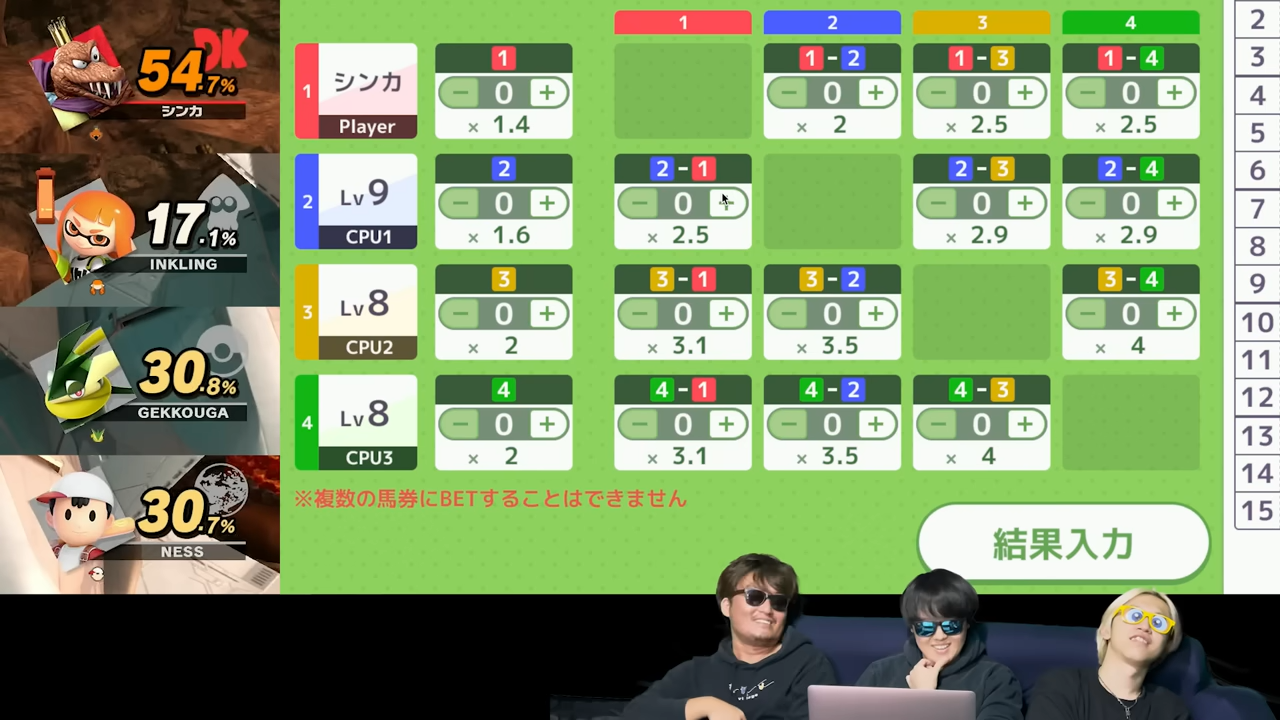 DK
54.7%
シンカ
17.1%
INKLING
30.8%
GEKKOUGA
30.7%
NESS
1 2 3 4
1 シンカ Player
1 − 0 + × 1.4
1-2 − 0 + × 2
1-3 − 0 + × 2.5
1-4 − 0 + × 2.5
2 Lv9 CPU1
2 − 0 + × 1.6
2-1 − 0 × 2.5
2-3 − 0 + × 2.9
2-4 − 0 + × 2.9
3 Lv8 CPU2
3 − 0 + × 2
3-1 − 0 + × 3.1
3-2 − 0 + × 3.5
3-4 − 0 + × 4
4 Lv8 CPU3
4 − 0 + × 2
4-1 − 0 + × 3.1
4-2 − 0 + × 3.5
4-3 − 0 + × 4
※複数の馬券にBETすることはできません
結果入力
2
3
4
5
6
7
8
9
10
11
12
13
14
15